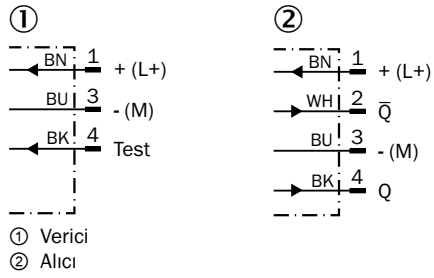 ① ②
BN 1 + (L+)
BU 3 - (M)
BK 4 Test
BN 1 + (L+)
WH 2 Q̅
BU 3 - (M)
BK 4 Q
① Verici
② Alıcı